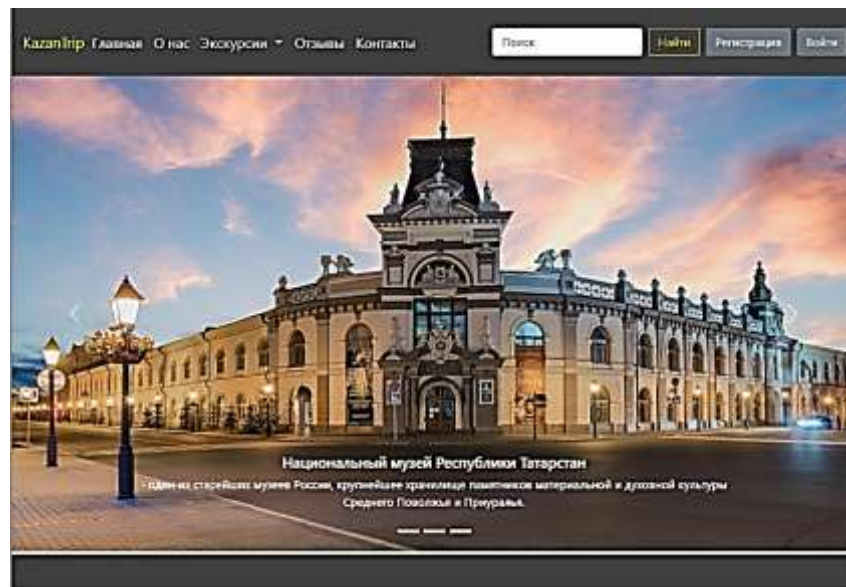 KazanTrip Главная О нас Экскурсии Отзывы Контакты Поиск Найти Регистрация Войти
Национальный музей Республики Татарстан
- один из старейших музеев России, крупнейшее хранилище памятников материальной и духовной культуры
Среднего Поволжья и Приуралья.